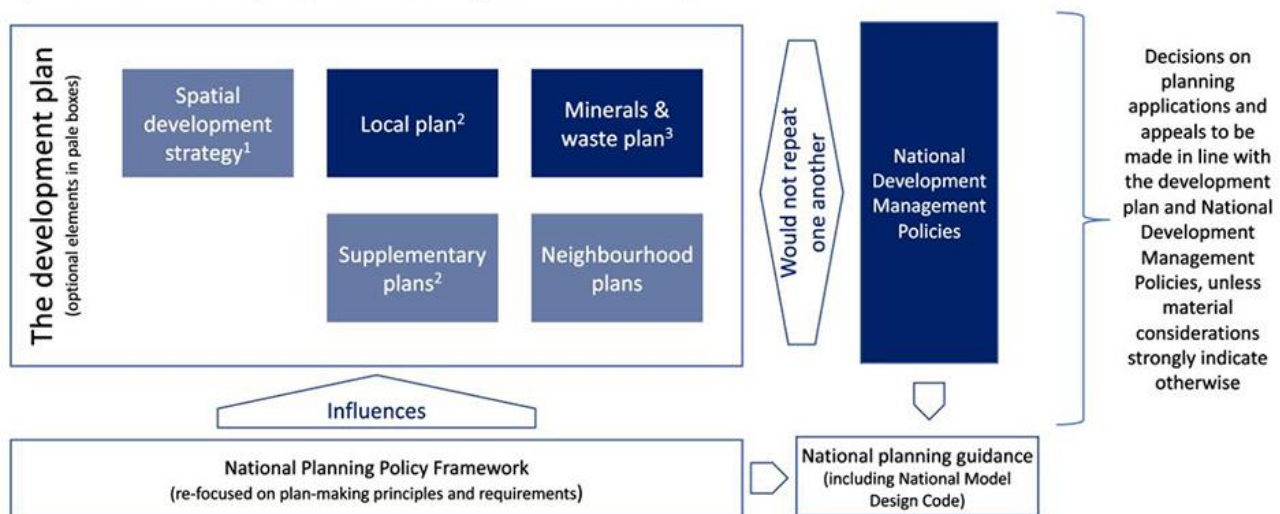 The development plan
(optional elements in pale boxes)
Spatial
development
strategy¹
Local plan²
Minerals &
waste plan³
Supplementary
plans²
Neighbourhood
plans
Would not repeat
one another
National
Development
Management
Policies
Decisions on
planning
applications and
appeals to be
made in line with
the development
plan and National
Development
Management
Policies, unless
material
considerations
strongly indicate
otherwise
Influences
National Planning Policy Framework
(re-focused on plan-making principles and requirements)
National planning guidance
(including National Model
Design Code)